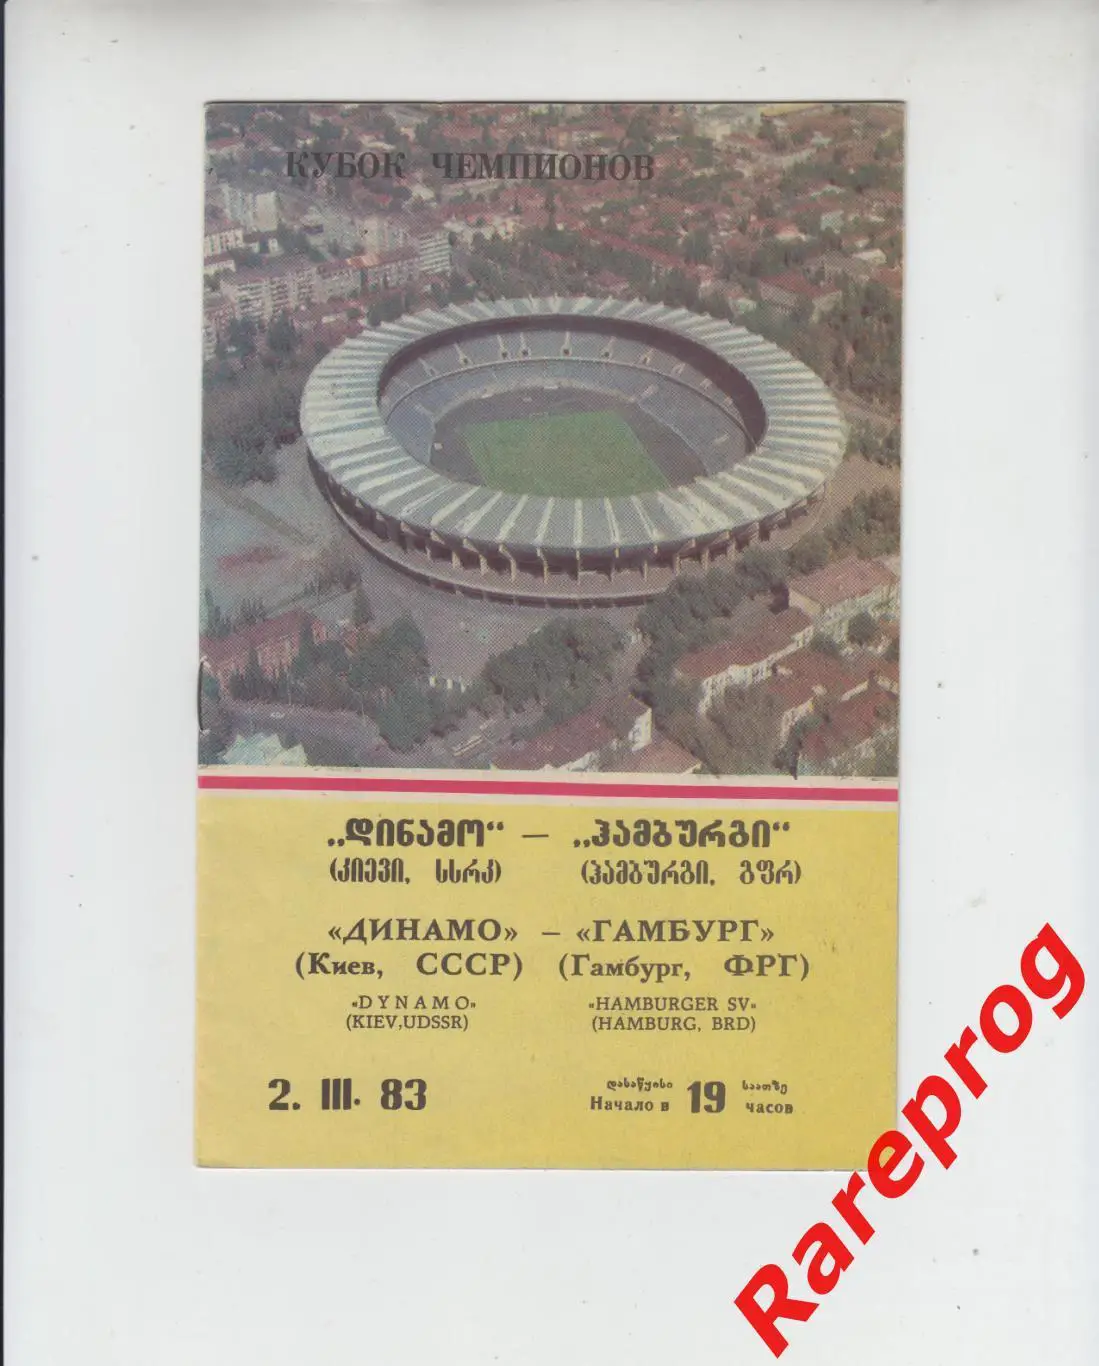 КУБОК ЧЕМПИОНОВ
„დინამო“ — „ჰამბურგი“
(კიევი, სსრკ) (ჰამბურგი, გფრ)
«ДИНАМО» — «ГАМБУРГ»
(Киев, СССР) (Гамбург, ФРГ)
«DYNAMO» «HAMBURGER SV»
(KIEV,UDSSR) (HAMBURG, BRD)
2. III. 83
დასაწყისი 19 საათზე
Начало в 19 часов
Rareprog